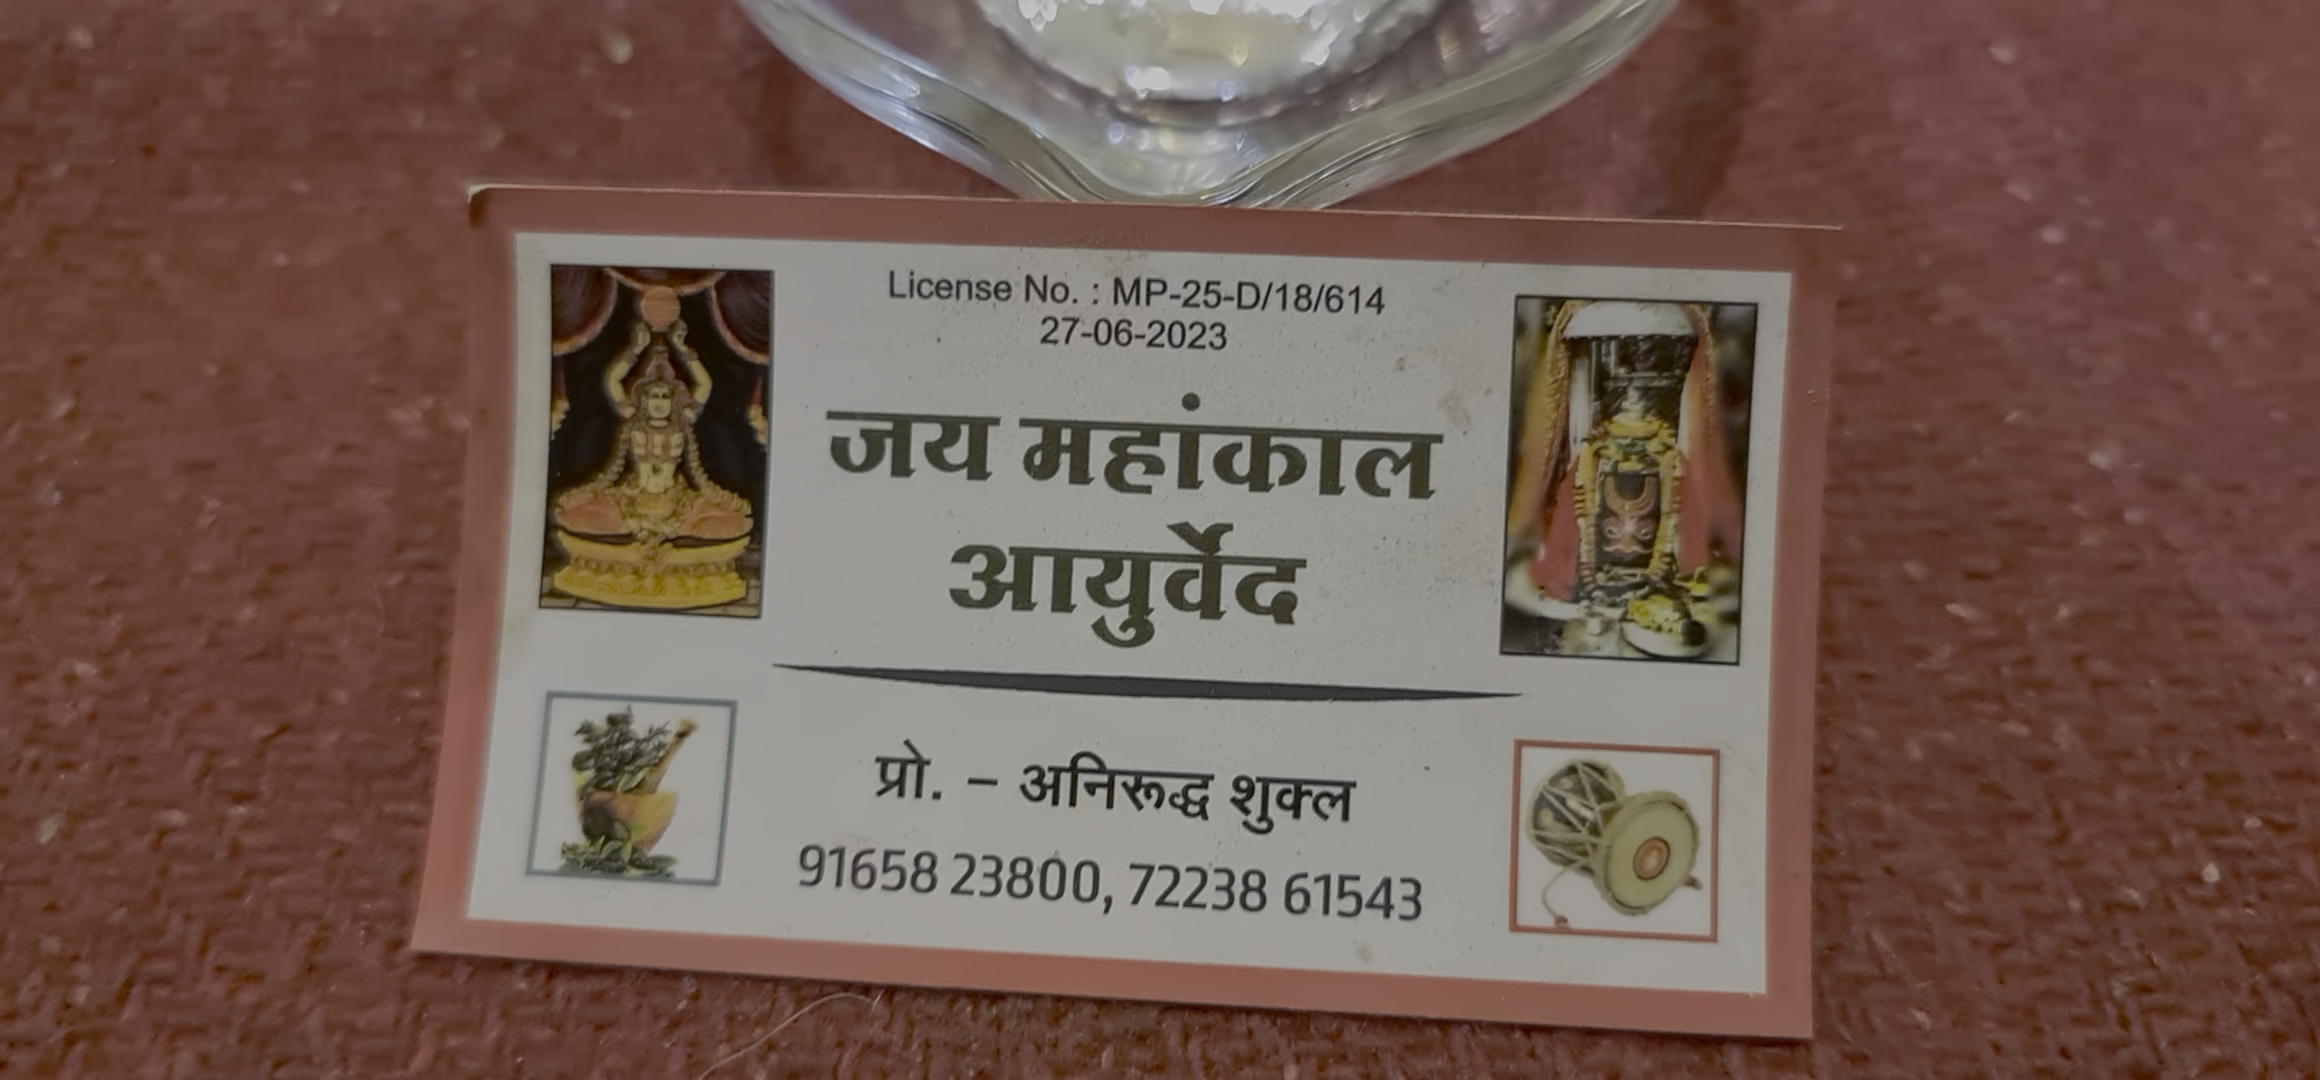 License No. : MP-25-D/18/614
27-06-2023
जय महांकाल
आयुर्वेद
प्रो. – अनिरूद्ध शुक्ल
91658 23800, 72238 61543